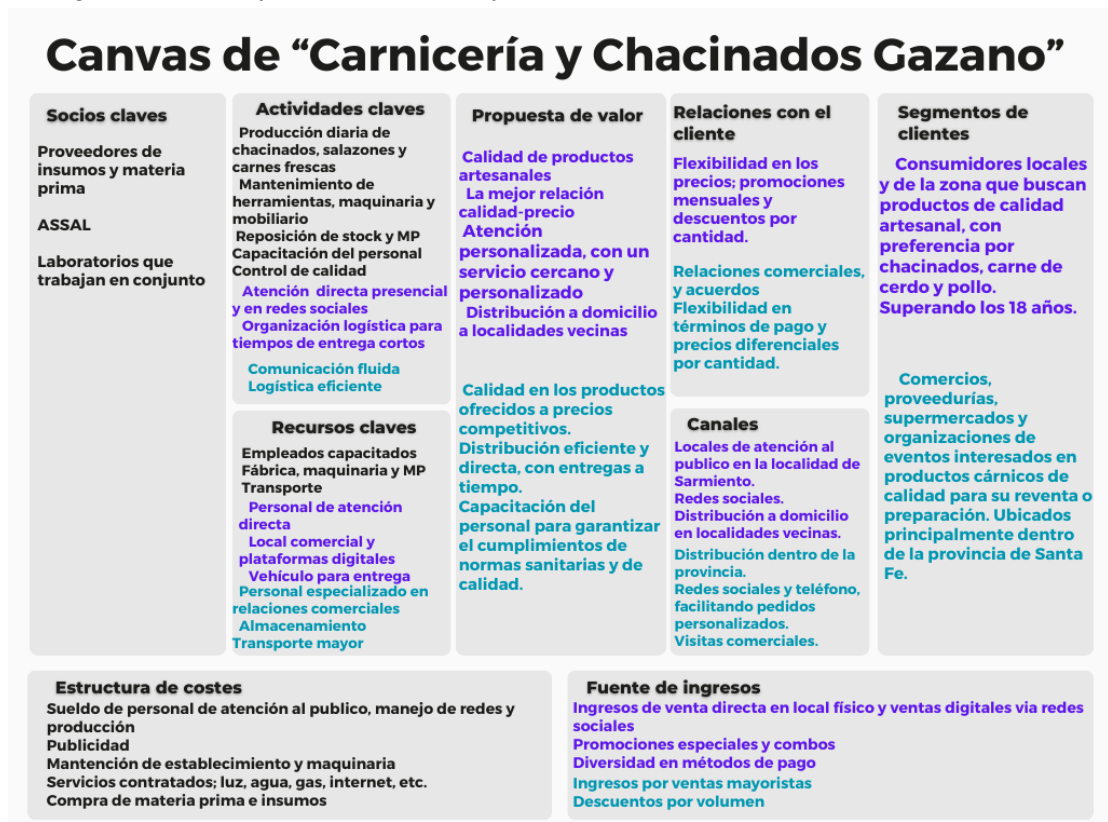 Canvas de “Carnicería y Chacinados Gazano”
Socios claves
Proveedores de
insumos y materia
prima
ASSAL
Laboratorios que
trabajan en conjunto
Actividades claves
Producción diaria de
chacinados, salazones y
carnes frescas
Mantenimiento de
herramientas, maquinaria y
mobiliario
Reposición de stock y MP
Capacitación del personal
Control de calidad
Atención directa presencial
y en redes sociales
Organización logística para
tiempos de entrega cortos
Comunicación fluida
Logística eficiente
Recursos claves
Empleados capacitados
Fábrica, maquinaria y MP
Transporte
Personal de atención
directa
Local comercial y
plataformas digitales
Vehículo para entrega
Personal especializado en
relaciones comerciales
Almacenamiento
Transporte mayor
Propuesta de valor
Calidad de productos
artesanales
La mejor relación
calidad-precio
Atención
personalizada, con un
servicio cercano y
personalizado
Distribución a domicilio
a localidades vecinas
Calidad en los productos
ofrecidos a precios
competitivos.
Distribución eficiente y
directa, con entregas a
tiempo.
Capacitación del
personal para garantizar
el cumplimientos de
normas sanitarias y de
calidad.
Relaciones con el
cliente
Flexibilidad en los
precios; promociones
mensuales y
descuentos por
cantidad.
Relaciones comerciales,
y acuerdos
Flexibilidad en
términos de pago y
precios diferenciales
por cantidad.
Canales
Locales de atención al
publico en la localidad de
Sarmiento.
Redes sociales.
Distribución a domicilio
en localidades vecinas.
Distribución dentro de la
provincia.
Redes sociales y teléfono,
facilitando pedidos
personalizados.
Visitas comerciales.
Segmentos de
clientes
Consumidores locales
y de la zona que buscan
productos de calidad
artesanal, con
preferencia por
chacinados, carne de
cerdo y pollo.
Superando los 18 años.
Comercios,
proveedurías,
supermercados y
organizaciones de
eventos interesados en
productos cárnicos de
calidad para su reventa o
preparación. Ubicados
principalmente dentro
de la provincia de Santa
Fe.
Estructura de costes
Sueldo de personal de atención al publico, manejo de redes y
producción
Publicidad
Mantención de establecimiento y maquinaria
Servicios contratados; luz, agua, gas, internet, etc.
Compra de materia prima e insumos
Fuente de ingresos
Ingresos de venta directa en local físico y ventas digitales via redes
sociales
Promociones especiales y combos
Diversidad en métodos de pago
Ingresos por ventas mayoristas
Descuentos por volumen